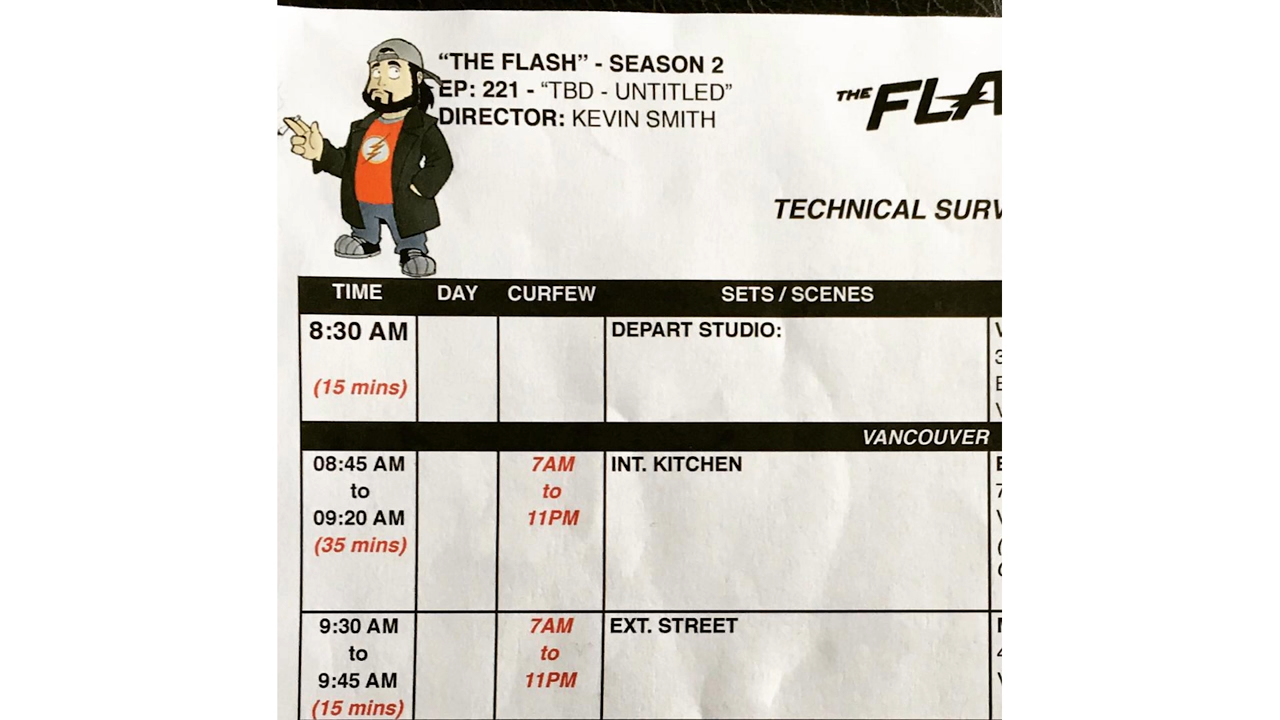 “THE FLASH” - SEASON 2
EP: 221 - “TBD - UNTITLED”
DIRECTOR: KEVIN SMITH
THE FLA
TECHNICAL SURV
TIME DAY CURFEW SETS / SCENES
8:30 AM DEPART STUDIO:
(15 mins)
VANCOUVER
08:45 AM 7AM INT. KITCHEN
to to
09:20 AM 11PM
(35 mins)
9:30 AM 7AM EXT. STREET
to to
9:45 AM 11PM
(15 mins)